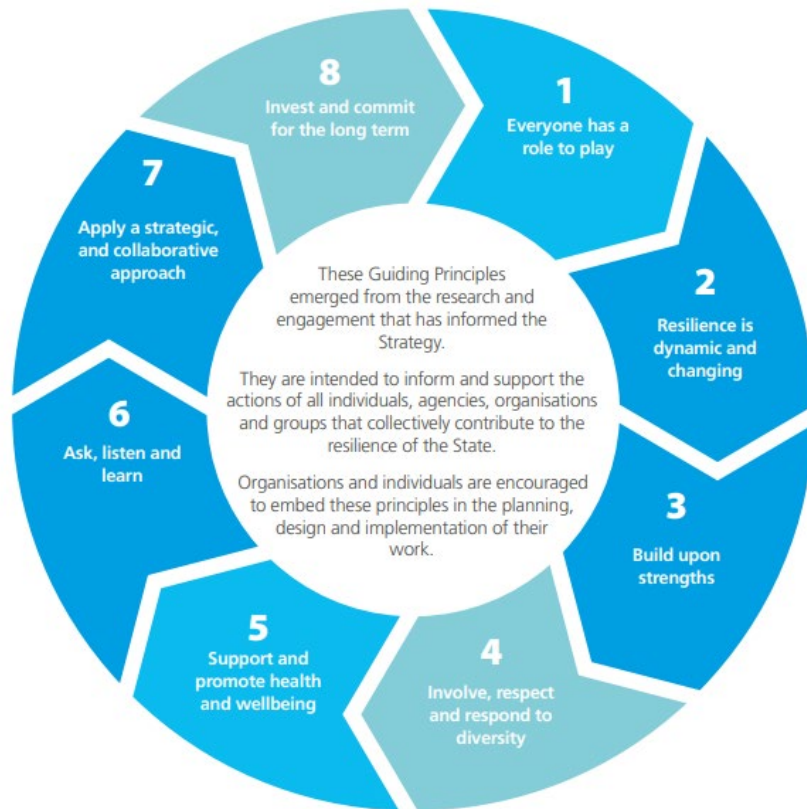 8
Invest and commit
for the long term
1
Everyone has a
role to play
7
Apply a strategic,
and collaborative
approach
2
Resilience is
dynamic and
changing
These Guiding Principles
emerged from the research and
engagement that has informed the
Strategy.
They are intended to inform and support the
actions of all individuals, agencies, organisations
and groups that collectively contribute to the
resilience of the State.
Organisations and individuals are encouraged
to embed these principles in the planning,
design and implementation of their
work.
6
Ask, listen and
learn
3
Build upon
strengths
5
Support and
promote health
and wellbeing
4
Involve, respect
and respond to
diversity